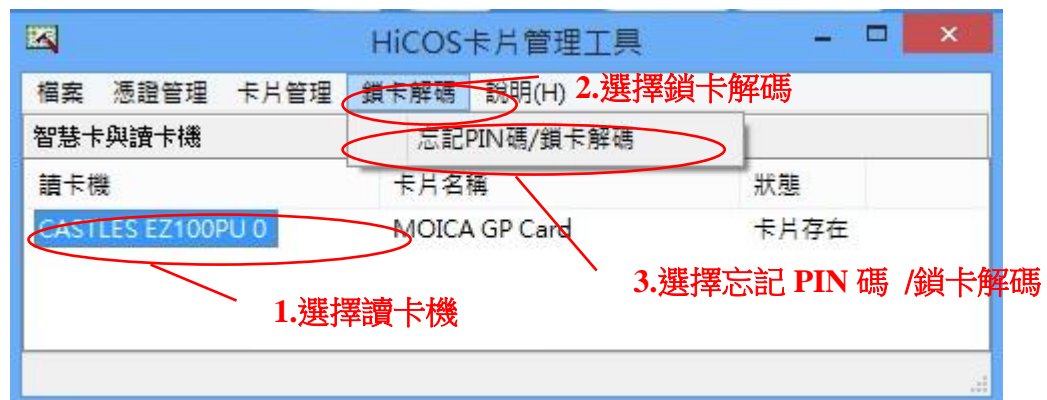 HiCOS卡片管理工具
檔案 憑證管理 卡片管理 鎖卡解碼 說明(H) 2.選擇鎖卡解碼
智慧卡與讀卡機 忘記PIN碼/鎖卡解碼
讀卡機 卡片名稱 狀態
CASTLES EZ100PU 0 MOICA GP Card 卡片存在
3.選擇忘記 PIN 碼 /鎖卡解碼
1.選擇讀卡機